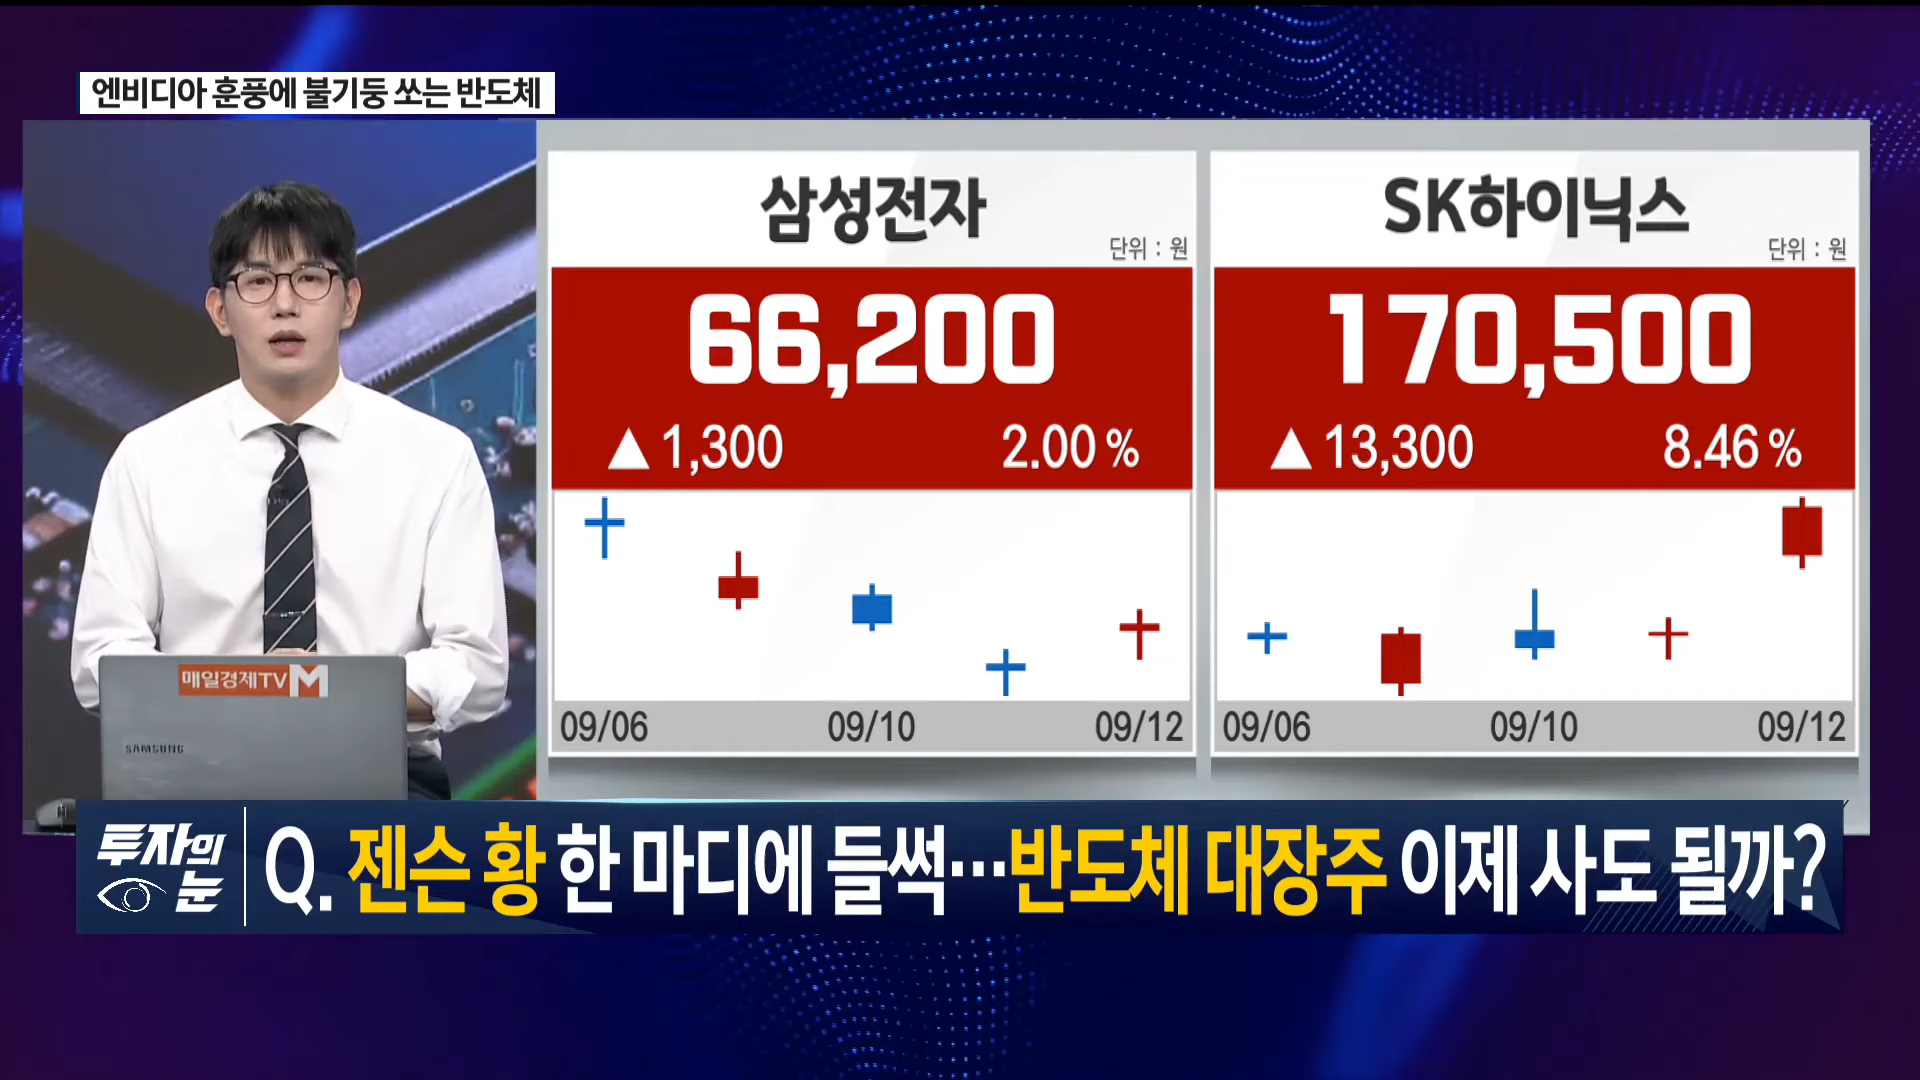 엔비디아 훈풍에 불기둥 쏘는 반도체
삼성전자
단위 : 원
66,200
▲1,300 2.00 %
09/06 09/10 09/12
SK하이닉스
단위 : 원
170,500
▲13,300 8.46 %
09/06 09/10 09/12
매일경제TV M
SAMSUNG
투자의
눈
Q. 젠슨 황 한 마디에 들썩…반도체 대장주 이제 사도 될까?